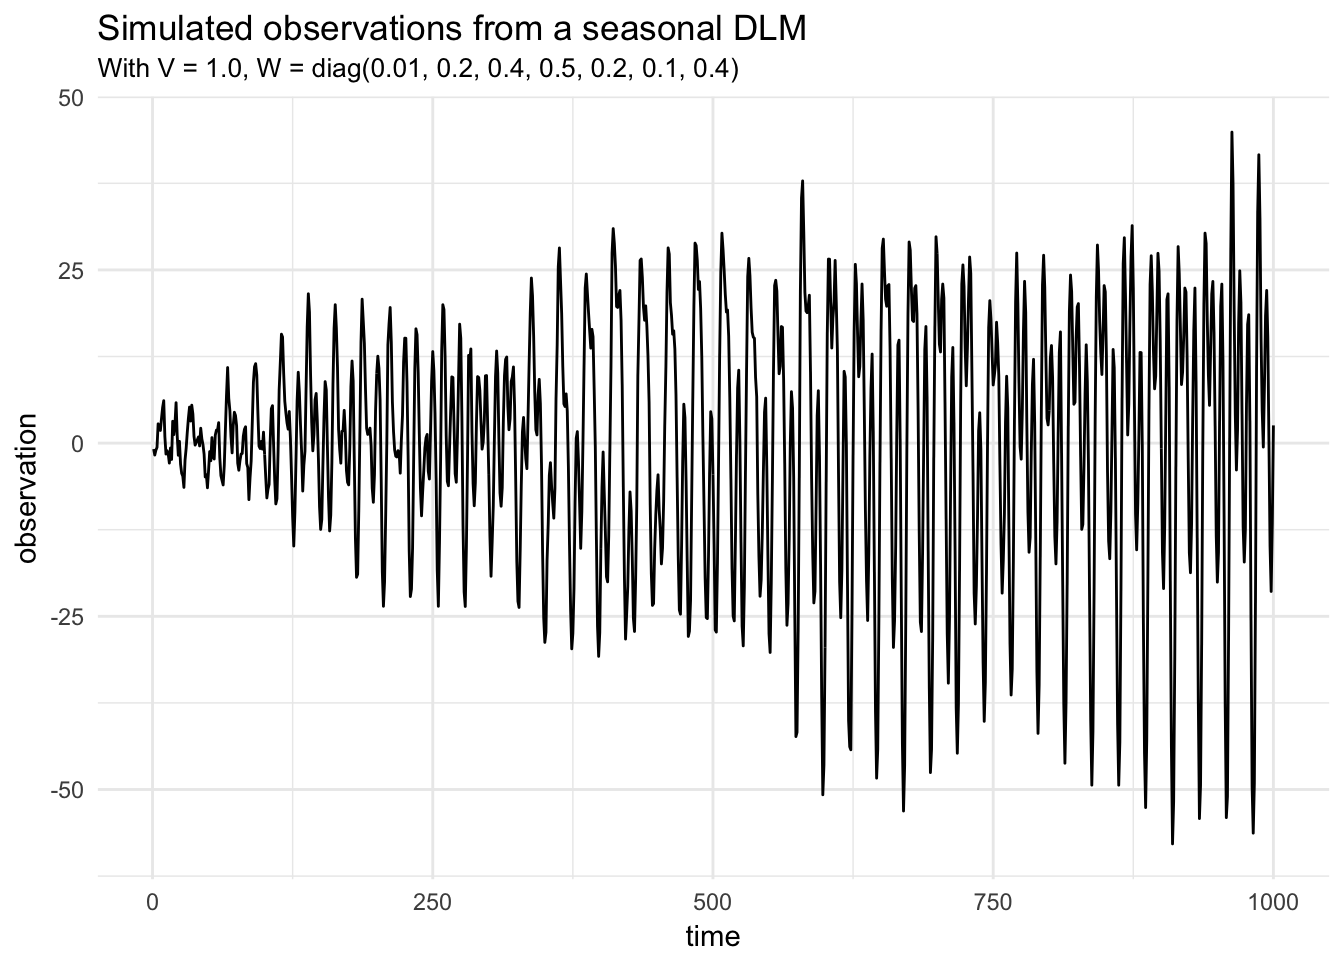 Simulated observations from a seasonal DLM
With V = 1.0, W = diag(0.01, 0.2, 0.4, 0.5, 0.2, 0.1, 0.4)
50
25
0
-25
-50
observation
0 250 500 750 1000
time